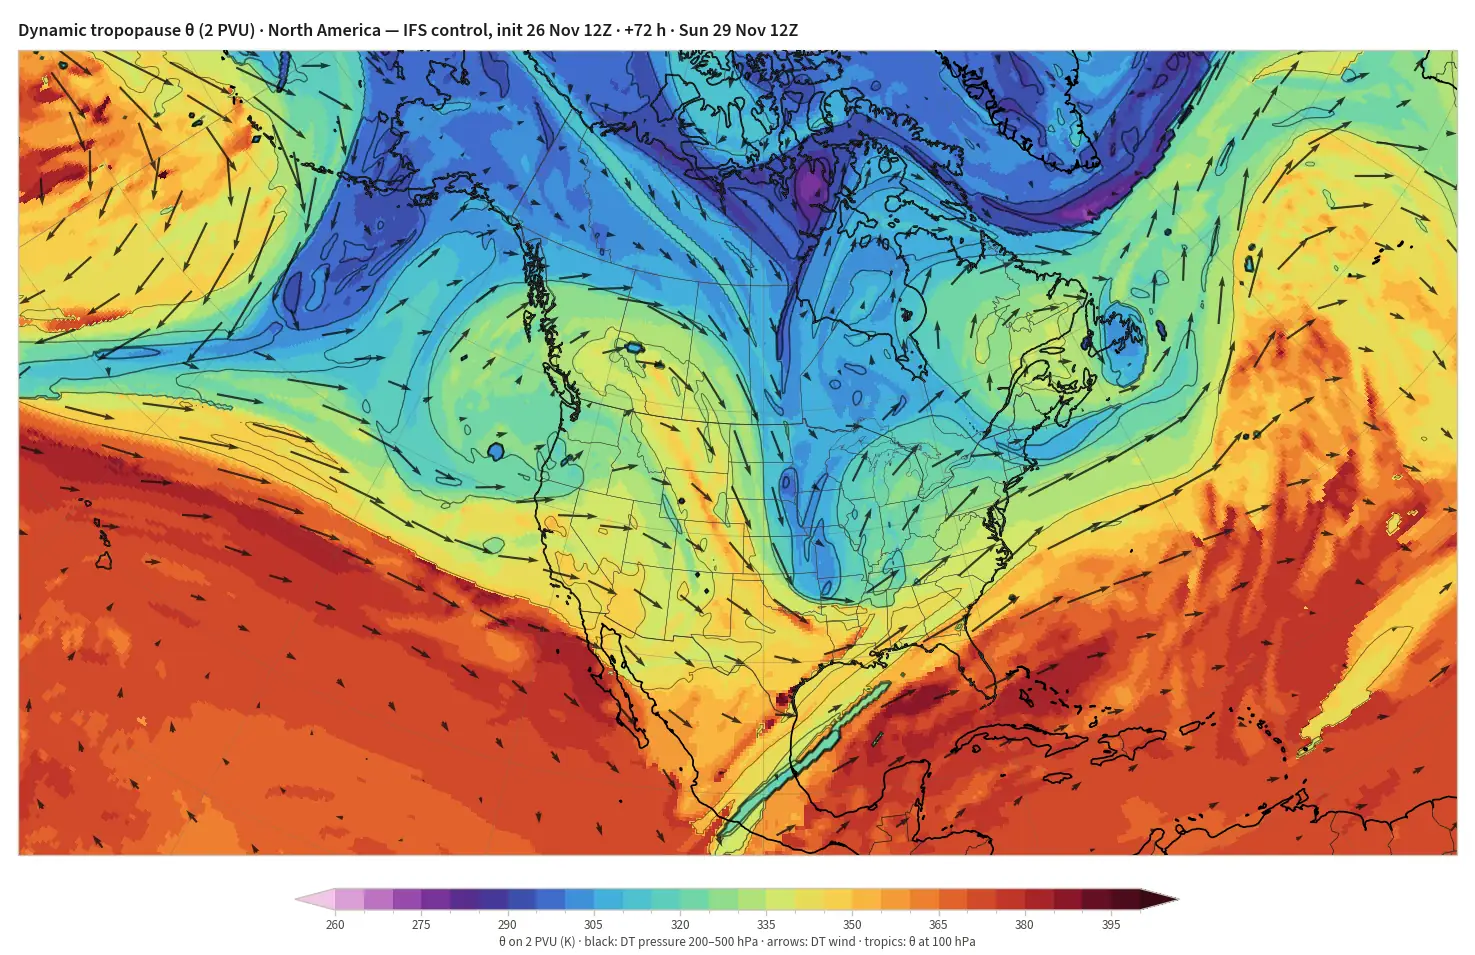 Dynamic tropopause θ (2 PVU) · North America — IFS control, init 26 Nov 12Z · +72 h · Sun 29 Nov 12Z
260 275 290 305 320 335 350 365 380 395
θ on 2 PVU (K) · black: DT pressure 200–500 hPa · arrows: DT wind · tropics: θ at 100 hPa